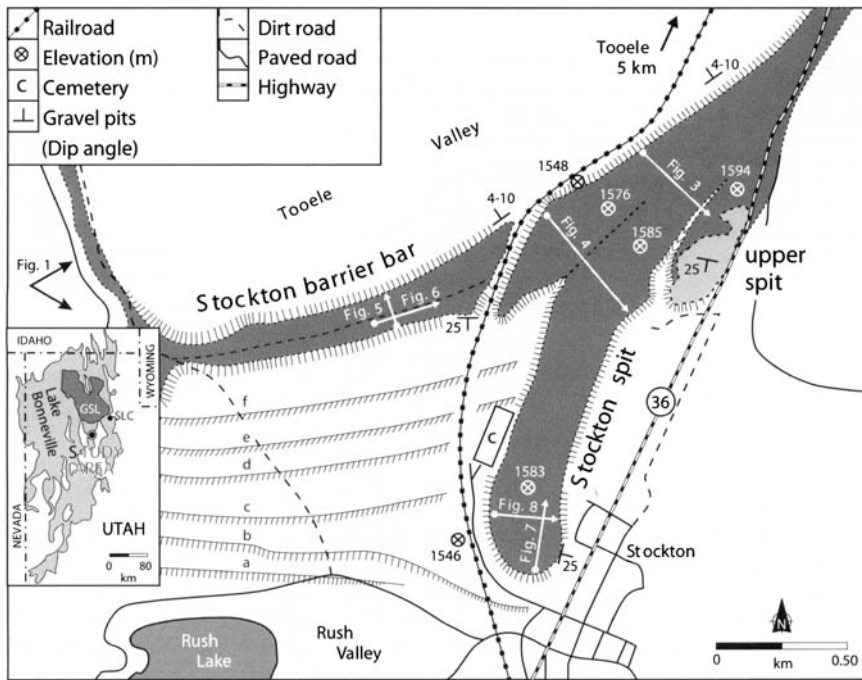 Railroad
Elevation (m)
C Cemetery
Gravel pits
(Dip angle)
Dirt road
Paved road
Highway
Tooele
5 km
4-10
Valley
Tooele
1548
Fig. 3
1594
1576
4-10
Fig. 4
1585
25
upper
spit
Fig. 1
Stockton barrier bar
Fig. 5
Fig. 6
25
Stockton spit
36
IDAHO
WYOMING
Lake
Bonneville
GSL
SLC
STUDY
AREA
NEVADA
UTAH
0 80
km
f
e
d
c
b
a
C
1583
Fig. 8
Fig. 7
1546
25
Stockton
Rush
Lake
Rush
Valley
N
0 0.50
km